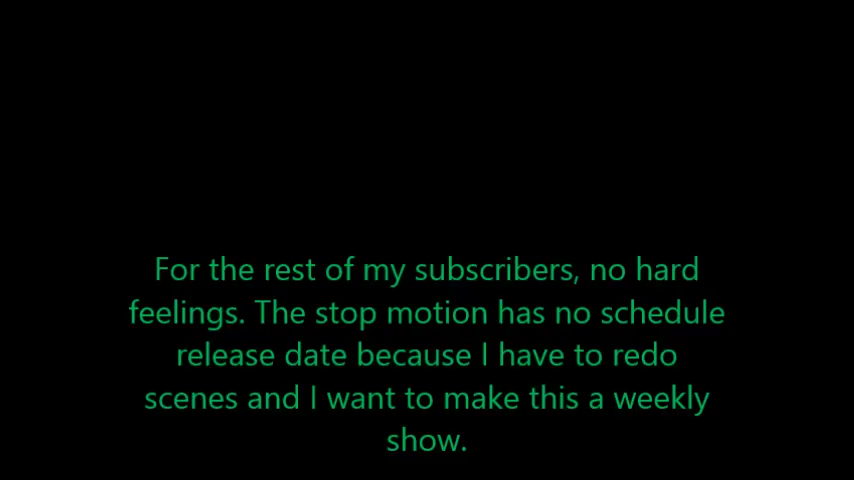 For the rest of my subscribers, no hard
feelings. The stop motion has no schedule
release date because I have to redo
scenes and I want to make this a weekly
show.